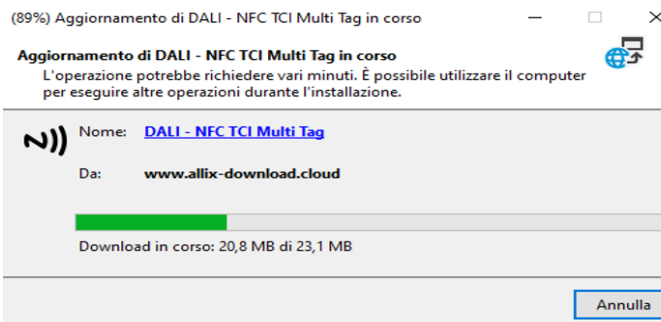 (89%) Aggiornamento di DALI - NFC TCI Multi Tag in corso
Aggiornamento di DALI - NFC TCI Multi Tag in corso
L'operazione potrebbe richiedere vari minuti. È possibile utilizzare il computer
per eseguire altre operazioni durante l'installazione.
Nome: DALI - NFC TCI Multi Tag
Da: www.allix-download.cloud
Download in corso: 20,8 MB di 23,1 MB
Annulla